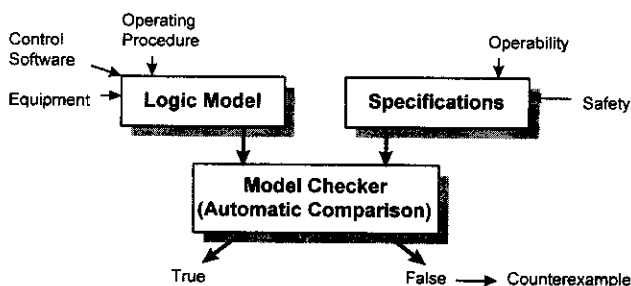 Operating
Procedure
Control
Software
Equipment
Logic Model
Operability
Specifications
Safety
Model Checker
(Automatic Comparison)
True
False
Counterexample